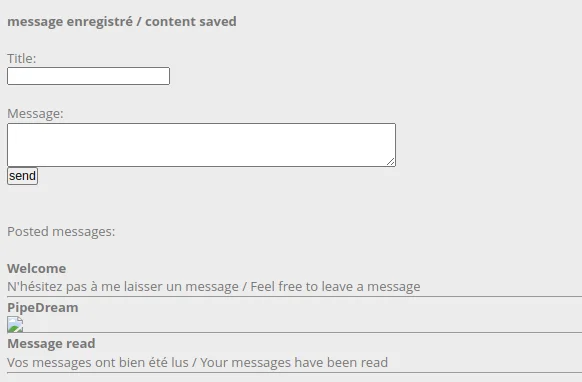 message enregistré / content saved
Title:
Message:
send
Posted messages:
Welcome
N'hésitez pas à me laisser un message / Feel free to leave a message
PipeDream
Message read
Vos messages ont bien été lus / Your messages have been read